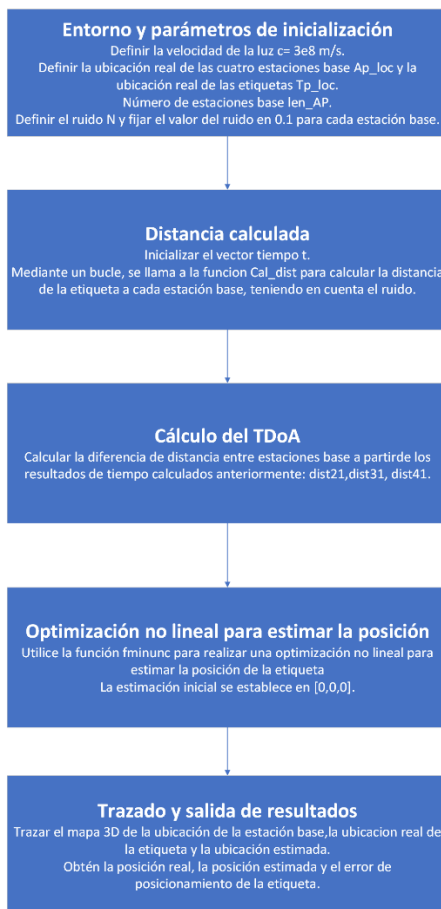 Entorno y parámetros de inicialización
Definir la velocidad de la luz c= 3e8 m/s.
Definir la ubicación real de las cuatro estaciones base Ap_loc y la
ubicación real de las etiquetas Tp_loc.
Número de estaciones base len_AP.
Definir el ruido N y fijar el valor del ruido en 0.1 para cada estación base.
Distancia calculada
Inicializar el vector tiempo t.
Mediante un bucle, se llama a la funcion Cal_dist para calcular la distancia
de la etiqueta a cada estación base, teniendo en cuenta el ruido.
Cálculo del TDoA
Calcular la diferencia de distancia entre estaciones base a partirde los
resultados de tiempo calculados anteriormente: dist21,dist31, dist41.
Optimización no lineal para estimar la posición
Utilice la función fminunc para realizar una optimización no lineal para
estimar la posición de la etiqueta
La estimación inicial se establece en [0,0,0].
Trazado y salida de resultados
Trazar el mapa 3D de la ubicación de la estación base,la ubicacion real de
la etiqueta y la ubicación estimada.
Obtén la posición real, la posición estimada y el error de
posicionamiento de la etiqueta.